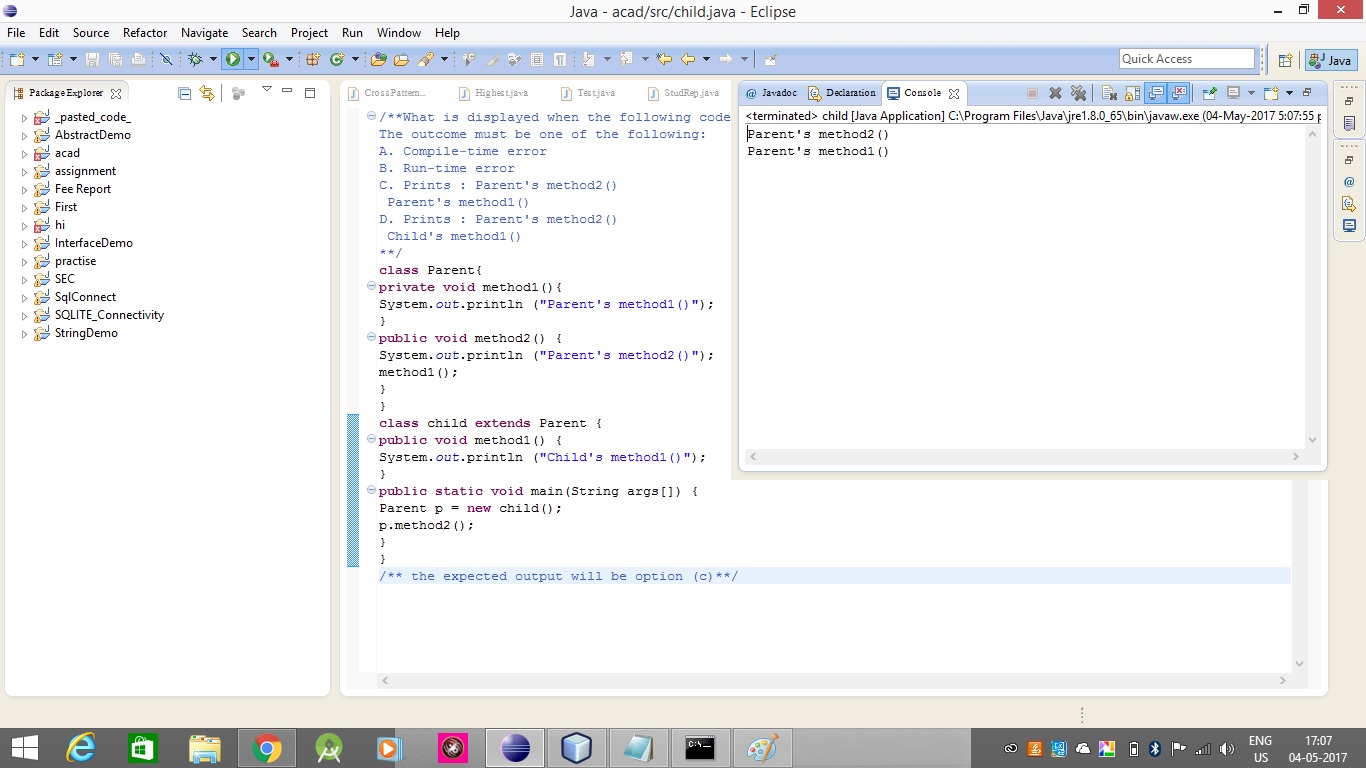 Java - acad/src/child.java - Eclipse
File Edit Source Refactor Navigate Search Project Run Window Help
Quick Access
Java
Package Explorer
_pasted_code_
AbstractDemo
acad
assignment
Fee Report
First
hi
InterfaceDemo
practise
SEC
SqlConnect
SQLITE_Connectivity
StringDemo
CrossPattern... Highest.java Test.java StudRep.java
/**What is displayed when the following code
The outcome must be one of the following:
A. Compile-time error
B. Run-time error
C. Prints : Parent's method2()
Parent's method1()
D. Prints : Parent's method2()
Child's method1()
**/
class Parent{
private void method1(){
System.out.println ("Parent's method1()");
}
public void method2() {
System.out.println ("Parent's method2()");
method1();
}
}
class child extends Parent {
public void method1() {
System.out.println ("Child's method1()");
}
public static void main(String args[]) {
Parent p = new child();
p.method2();
}
}
/** the expected output will be option (c)**/
@ Javadoc Declaration Console
<terminated> child [Java Application] C:\Program Files\Java\jre1.8.0_65\bin\javaw.exe (04-May-2017 5:07:55 p
Parent's method2()
Parent's method1()
ENG
US
17:07
04-05-2017